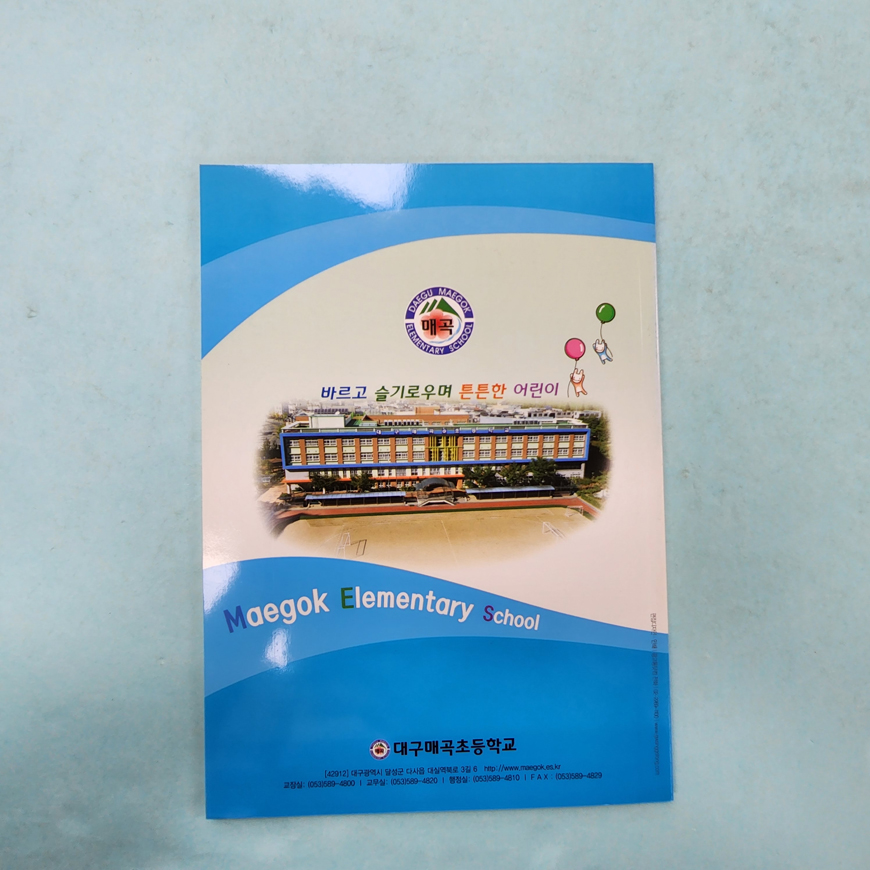 DAEGU MAEGOK
매곡
ELEMENTARY SCHOOL
바르고 슬기로우며 튼튼한 어린이
Maegok Elementary School
대구매곡초등학교
[42912] 대구광역시 달성군 다사읍 대실역북로 3길 6 http://www.maegok.es.kr
교장실: (053)589-4800 | 교무실: (053)589-4820 | 행정실: (053)589-4810 | F A X (053)589-4829